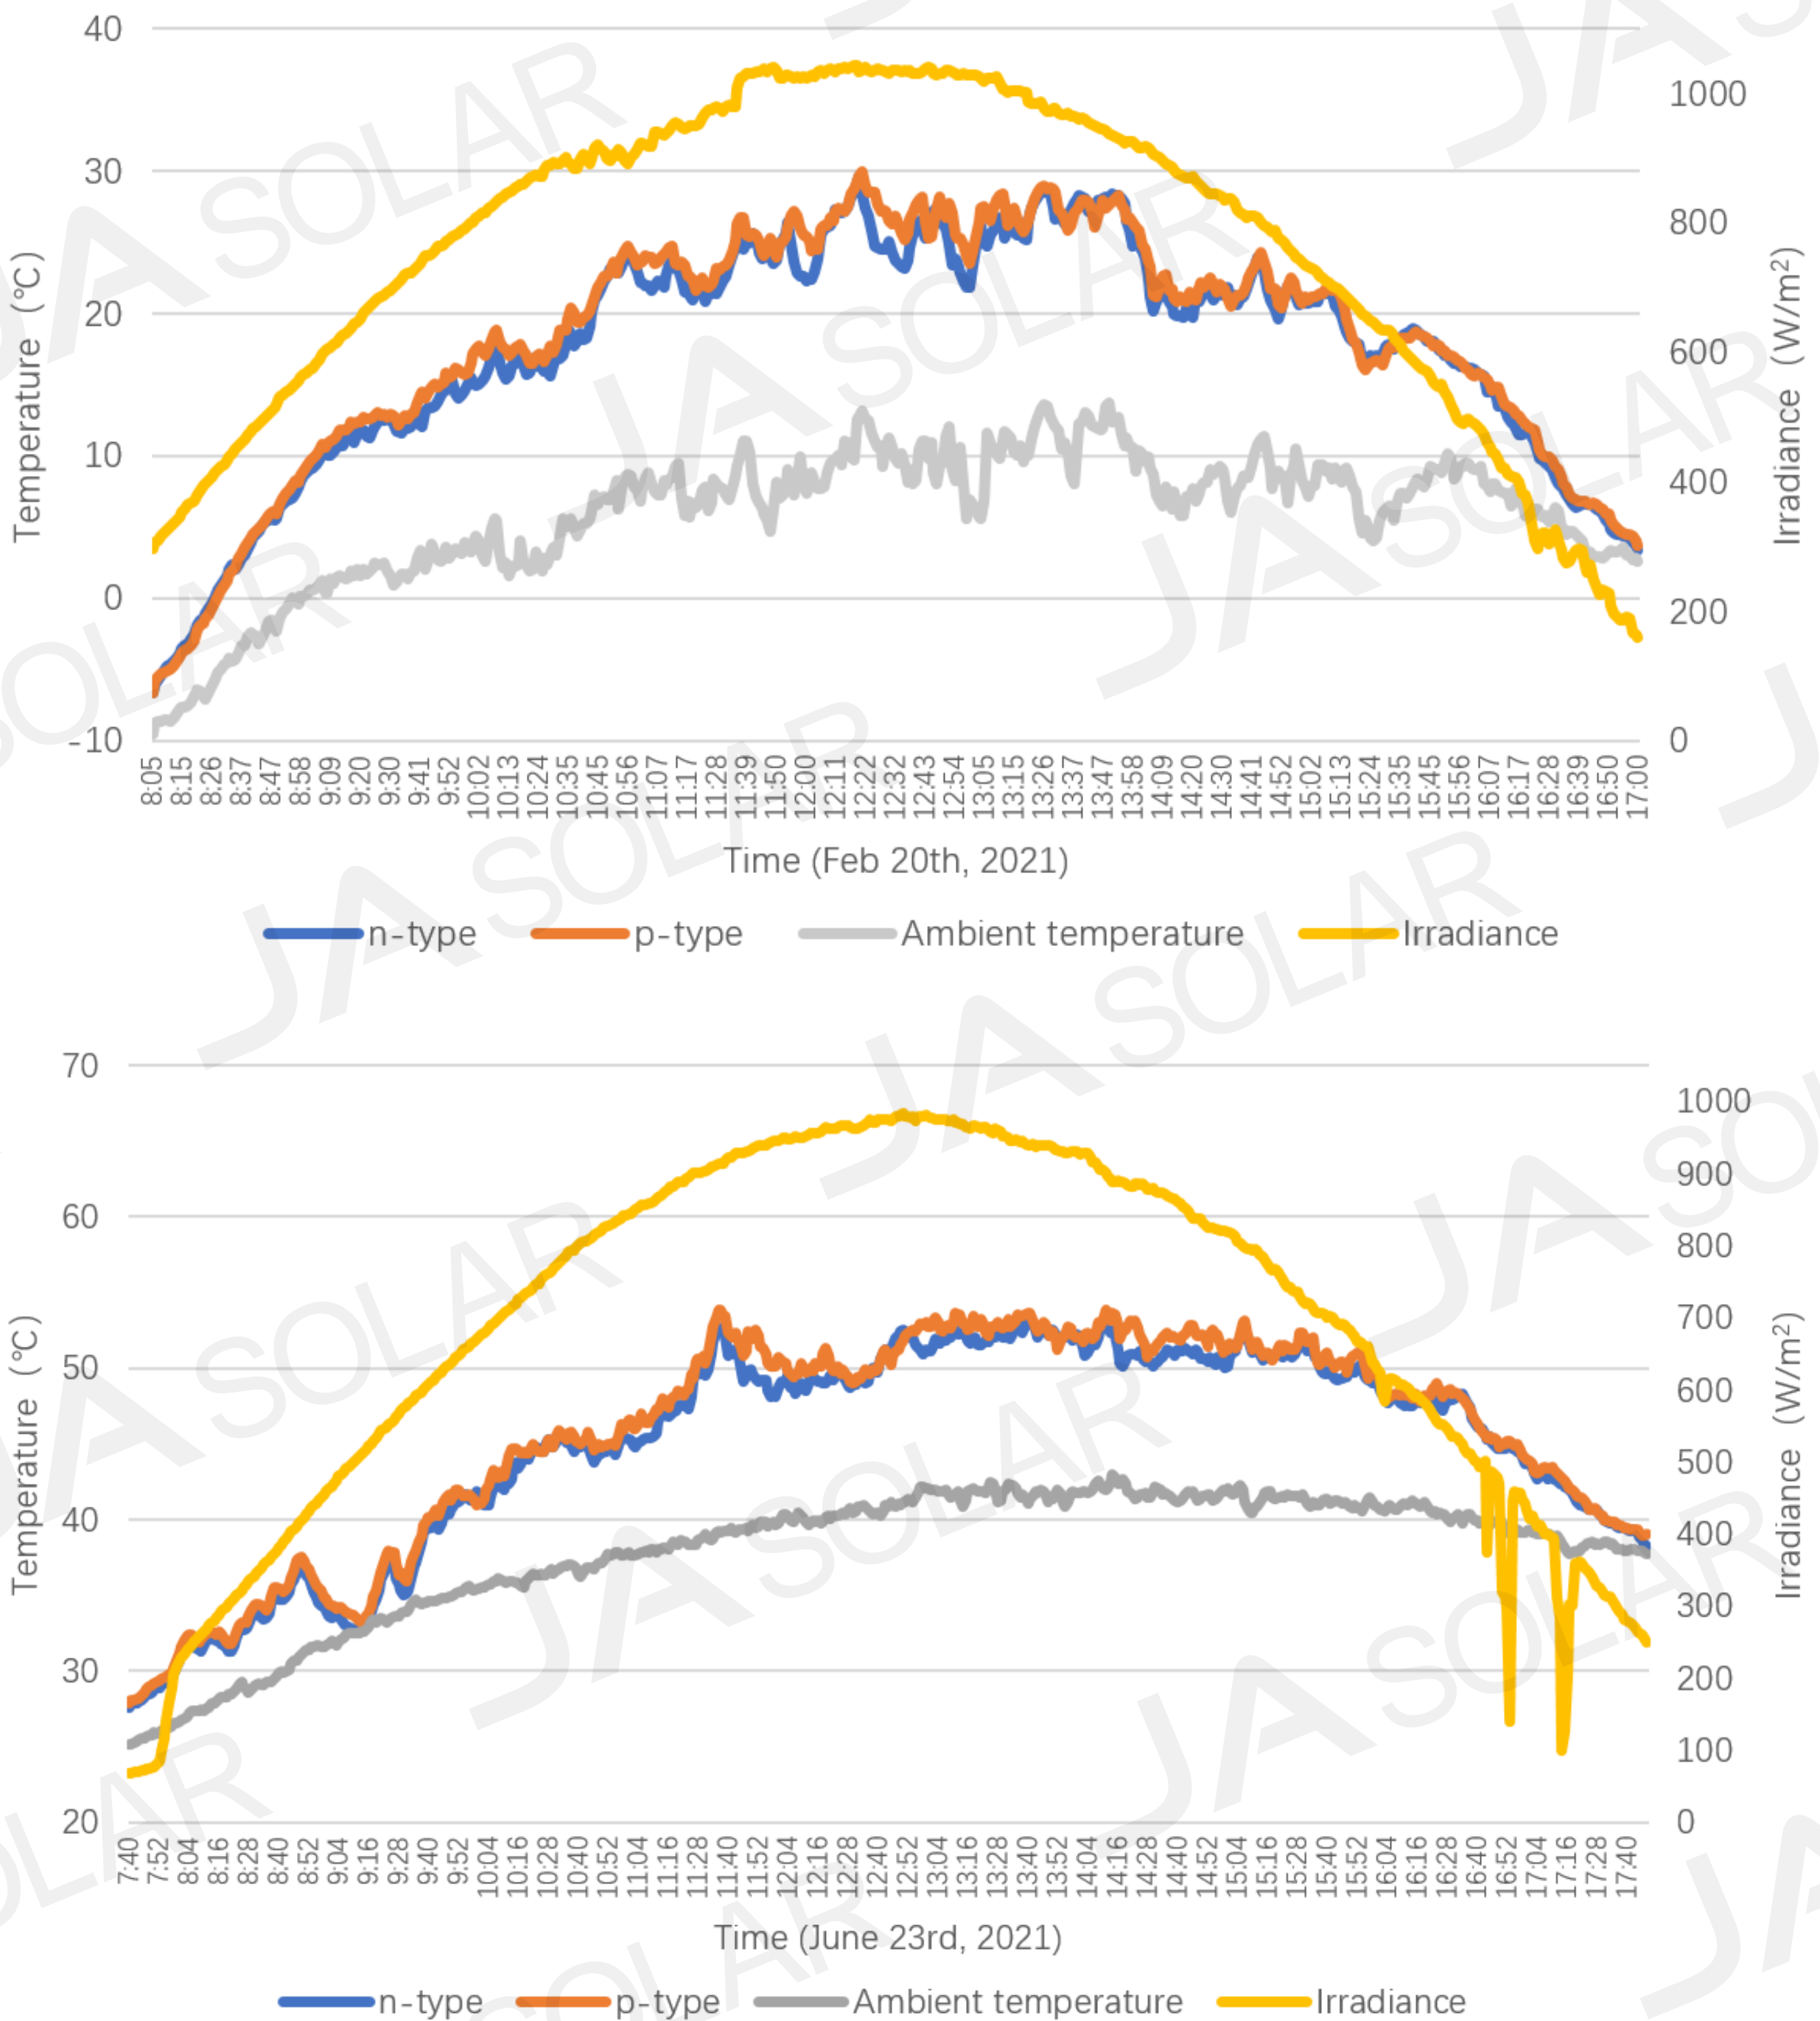 40
30
20
10
0
-10
Temperature (℃)
1000
800
600
400
200
0
Irradiance (W/m²)
8:05 8:15 8:26 8:37 8:47 8:58 9:09 9:20 9:30 9:41 9:52 10:02 10:13 10:24 10:35 10:45 10:56 11:07 11:17 11:28 11:39 11:50 12:00 12:11 12:22 12:32 12:43 12:54 13:05 13:15 13:26 13:37 13:47 13:58 14:09 14:20 14:30 14:41 14:52 15:02 15:13 15:24 15:35 15:45 15:56 16:07 16:17 16:28 16:39 16:50 17:00
Time (Feb 20th, 2021)
n-type p-type Ambient temperature Irradiance
70
60
50
40
30
20
Temperature (℃)
1000
900
800
700
600
500
400
300
200
100
0
Irradiance (W/m²)
7:40 7:52 8:04 8:16 8:28 8:40 8:52 9:04 9:16 9:28 9:40 9:52 10:04 10:16 10:28 10:40 10:52 11:04 11:16 11:28 11:40 11:52 12:04 12:16 12:28 12:40 12:52 13:04 13:16 13:28 13:40 13:52 14:04 14:16 14:28 14:40 14:52 15:04 15:16 15:28 15:40 15:52 16:04 16:16 16:28 16:40 16:52 17:04 17:16 17:28 17:40
Time (June 23rd, 2021)
n-type p-type Ambient temperature Irradiance
JA SOLAR